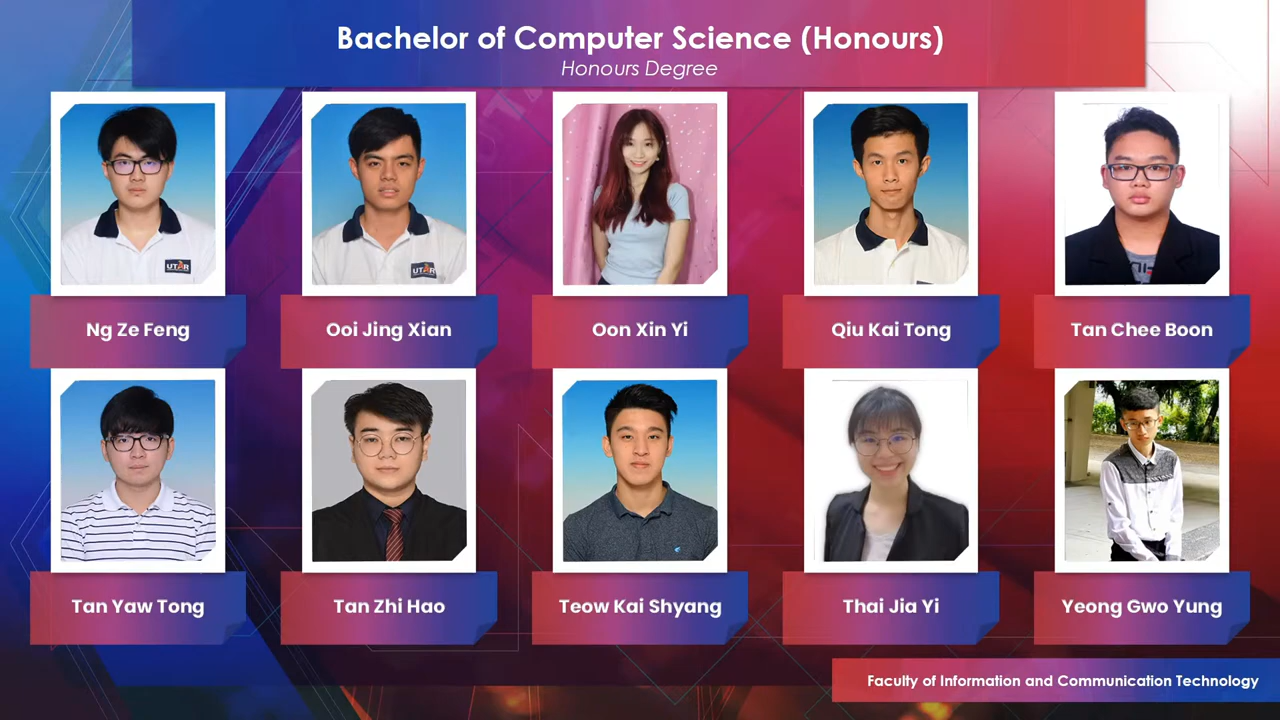 Bachelor of Computer Science (Honours)
Honours Degree
UTAR
UTAR
Ng Ze Feng
Ooi Jing Xian
Oon Xin Yi
Qiu Kai Tong
Tan Chee Boon
Tan Yaw Tong
Tan Zhi Hao
Teow Kai Shyang
Thai Jia Yi
Yeong Gwo Yung
Faculty of Information and Communication Technology